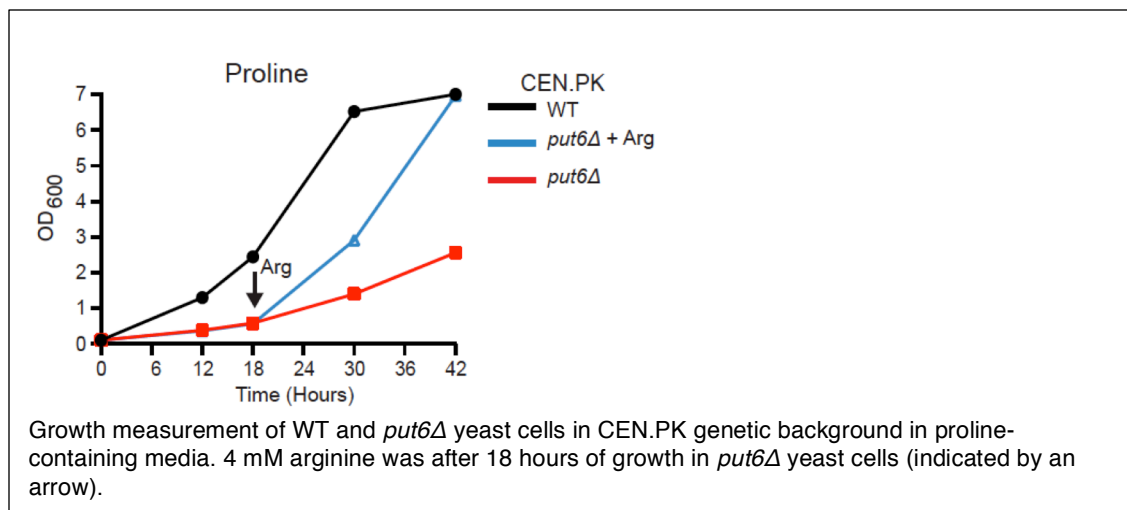 Proline
CEN.PK
WT
put6Δ + Arg
put6Δ
7
6
5
4
3
2
1
0
OD600
Arg
0 6 12 18 24 30 36 42
Time (Hours)
Growth measurement of WT and put6Δ yeast cells in CEN.PK genetic background in proline-
containing media. 4 mM arginine was after 18 hours of growth in put6Δ yeast cells (indicated by an
arrow).